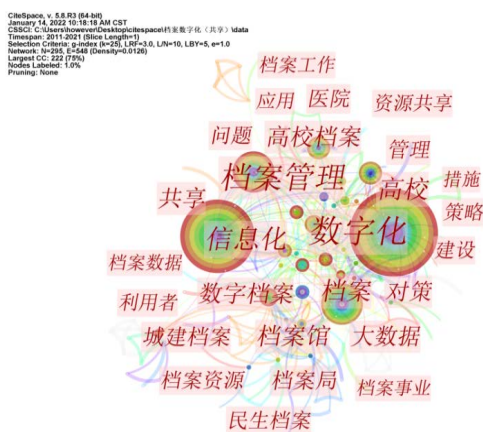 CiteSpace, v. 5.8.R3 (64-bit)
January 14, 2022 10:18:18 AM CST
CSSCI: C:\Users\however\Desktop\citespace\档案数字化（共享）\data
Timespan: 2011-2021 (Slice Length=1)
Selection Criteria: g-index (k=25), LRF=3.0, L/N=10, LBY=5, e=1.0
Network: N=295, E=548 (Density=0.0126)
Largest CC: 222 (75%)
Nodes Labeled: 1.0%
Pruning: None
档案工作
应用 医院 资源共享
问题 高校档案 管理
档案管理 高校 措施
共享 策略
信息化 数字化 建设
档案数据
利用者 数字档案 档案 对策
城建档案 档案馆 大数据
档案资源 档案局 档案事业
民生档案